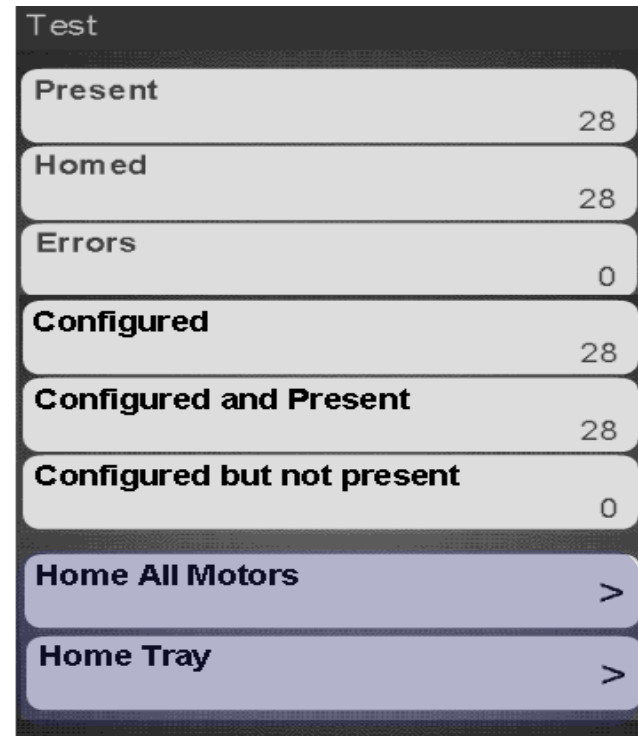 Test
Present
28
Homed
28
Errors
0
Configured
28
Configured and Present
28
Configured but not present
0
Home All Motors
>
Home Tray
>